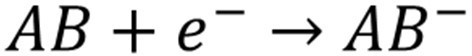 AB + e⁻ → AB⁻